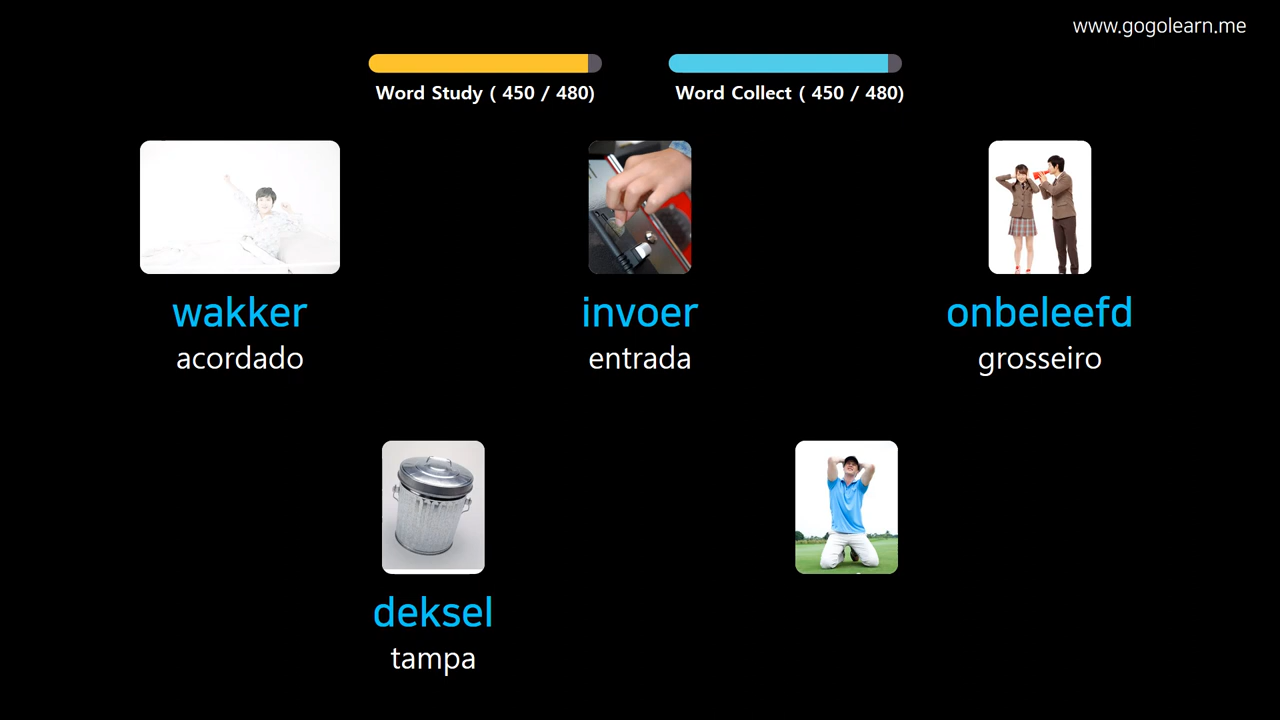 www.gogolearn.me
Word Study ( 450 / 480)
Word Collect ( 450 / 480)
wakker
acordado
invoer
entrada
onbeleefd
grosseiro
deksel
tampa